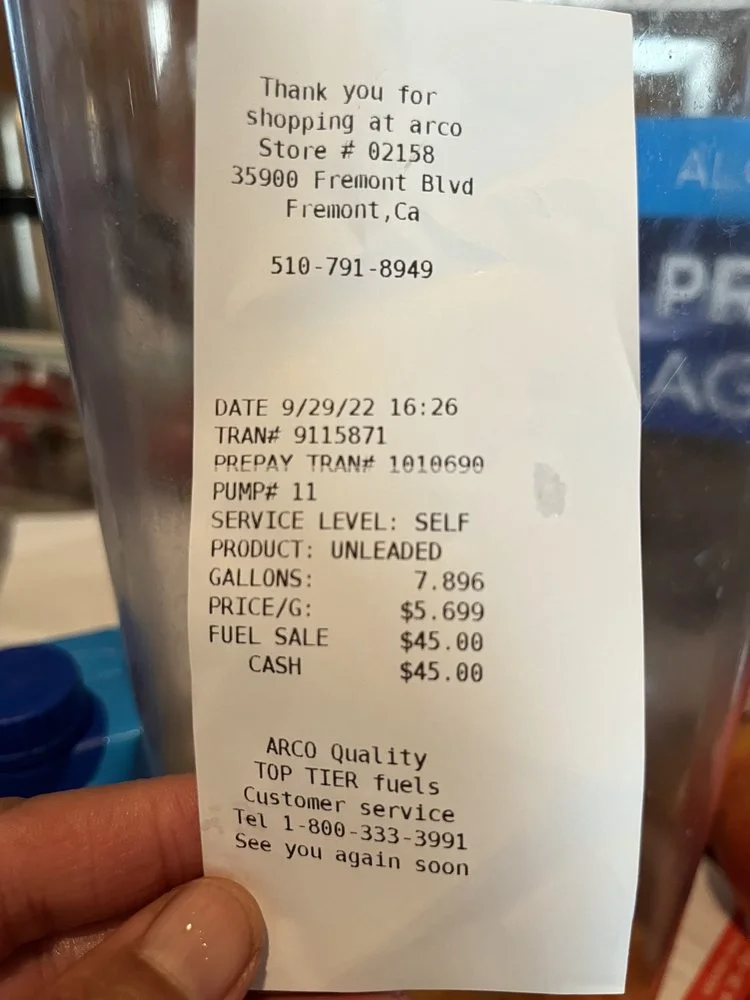 Thank you for
shopping at arco
Store # 02158
35900 Fremont Blvd
Fremont,Ca
510-791-8949
DATE 9/29/22 16:26
TRAN# 9115871
PREPAY TRAN# 1010690
PUMP# 11
SERVICE LEVEL: SELF
PRODUCT: UNLEADED
GALLONS: 7.896
PRICE/G: $5.699
FUEL SALE $45.00
CASH $45.00
ARCO Quality
TOP TIER fuels
Customer service
Tel 1-800-333-3991
See you again soon